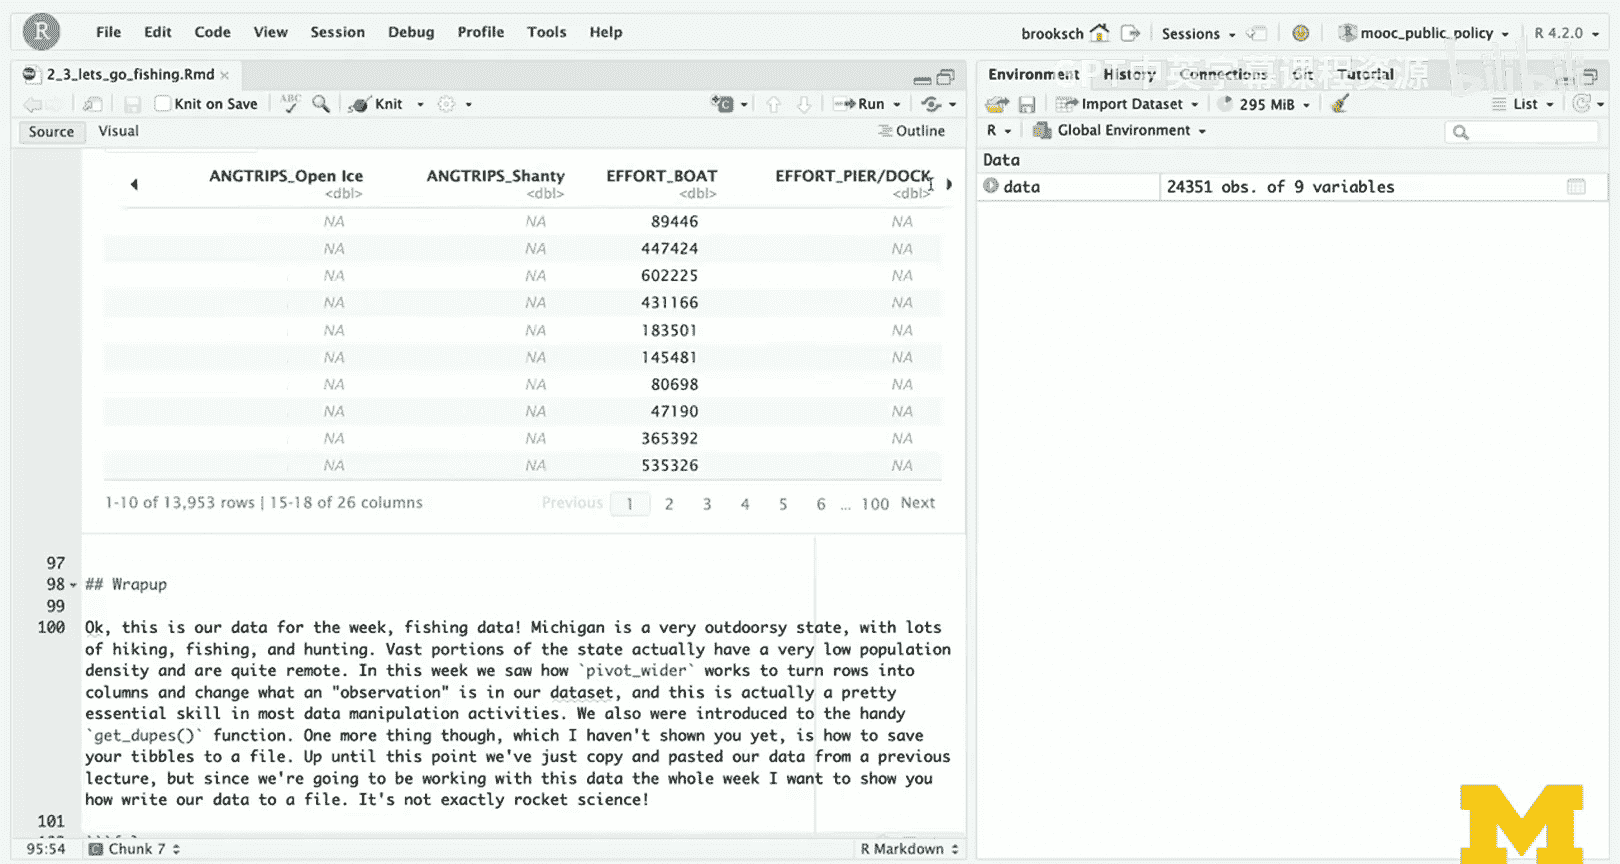 File Edit Code View Session Debug Profile Tools Help
brooksch Sessions mooc_public_policy R 4.2.0
2_3_lets_go_fishing.Rmd
Knit on Save ABC Knit Run
Source Visual Outline
ANGTRIPS_Open Ice ANGTRIPS_Shanty EFFORT_BOAT EFFORT_PIER/DOCK
<dbl> <dbl> <dbl> <dbl>
NA NA 89446 NA
NA NA 447424 NA
NA NA 602225 NA
NA NA 431166 NA
NA NA 183501 NA
NA NA 145481 NA
NA NA 80698 NA
NA NA 47190 NA
NA NA 365392 NA
NA NA 535326 NA
1-10 of 13,953 rows | 15-18 of 26 columns Previous 1 2 3 4 5 6 ... 100 Next
97
98 ## Wrapup
99
100 Ok, this is our data for the week, fishing data! Michigan is a very outdoorsy state, with lots
of hiking, fishing, and hunting. Vast portions of the state actually have a very low population
density and are quite remote. In this week we saw how `pivot_wider` works to turn rows into
columns and change what an "observation" is in our dataset, and this is actually a pretty
essential skill in most data manipulation activities. We also were introduced to the handy
`get_dupes()` function. One more thing though, which I haven't shown you yet, is how to save
your tibbles to a file. Up until this point we've just copy and pasted our data from a previous
lecture, but since we're going to be working with this data the whole week I want to show you
how write our data to a file. It's not exactly rocket science!
101
95:54 Chunk 7 R Markdown
Environment History Connections Git Tutorial
GPT中英字幕课程资源 bilibili
Import Dataset 295 MiB List
R Global Environment
Data
data 24351 obs. of 9 variables
M